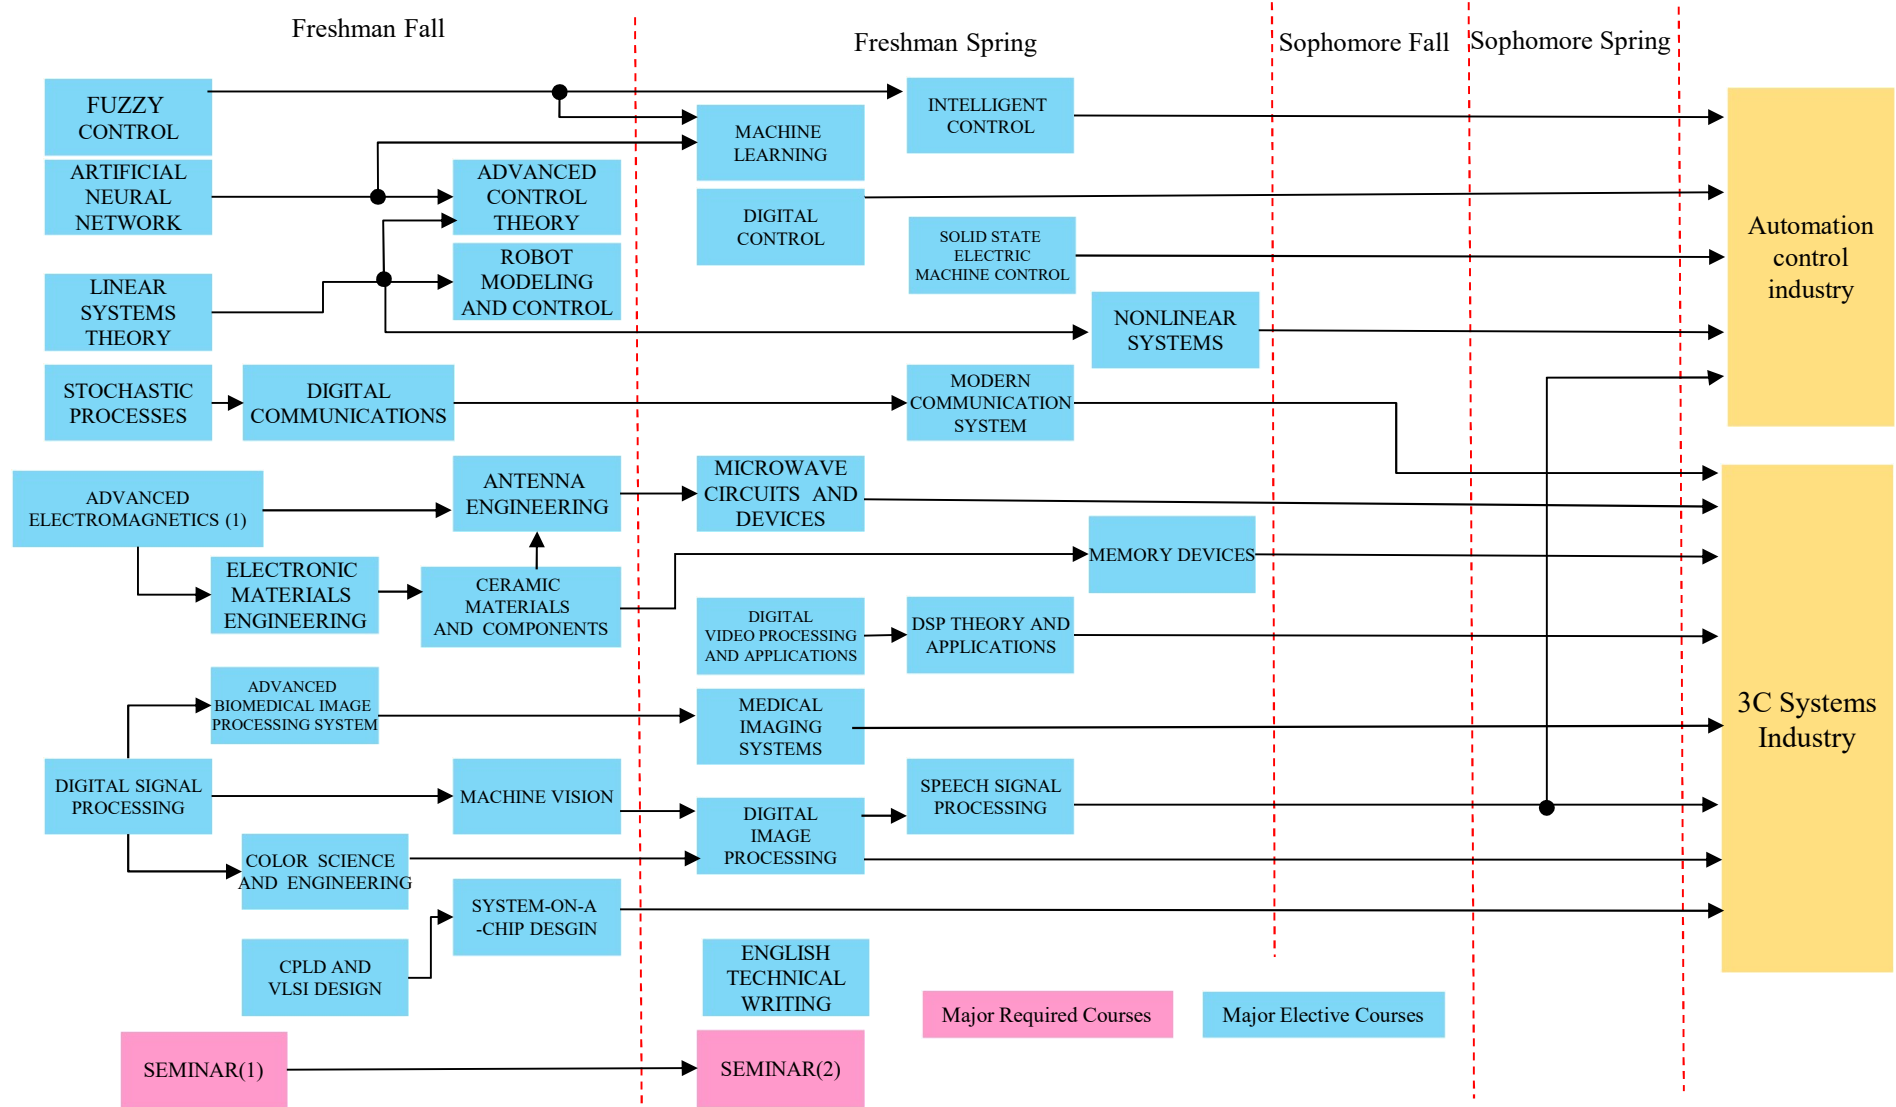 Freshman Fall
Freshman Spring
Sophomore Fall
Sophomore Spring
FUZZY
CONTROL
INTELLIGENT
CONTROL
MACHINE
LEARNING
ARTIFICIAL
NEURAL
NETWORK
ADVANCED
CONTROL
THEORY
DIGITAL
CONTROL
SOLID STATE
ELECTRIC
MACHINE CONTROL
Automation
control
industry
ROBOT
MODELING
AND CONTROL
LINEAR
SYSTEMS
THEORY
NONLINEAR
SYSTEMS
STOCHASTIC
PROCESSES
DIGITAL
COMMUNICATIONS
MODERN
COMMUNICATION
SYSTEM
ADVANCED
ELECTROMAGNETICS (1)
ANTENNA
ENGINEERING
MICROWAVE
CIRCUITS AND
DEVICES
MEMORY DEVICES
ELECTRONIC
MATERIALS
ENGINEERING
CERAMIC
MATERIALS
AND COMPONENTS
DIGITAL
VIDEO PROCESSING
AND APPLICATIONS
DSP THEORY AND
APPLICATIONS
ADVANCED
BIOMEDICAL IMAGE
PROCESSING SYSTEM
MEDICAL
IMAGING
SYSTEMS
3C Systems
Industry
DIGITAL SIGNAL
PROCESSING
MACHINE VISION
DIGITAL
IMAGE
PROCESSING
SPEECH SIGNAL
PROCESSING
COLOR SCIENCE
AND ENGINEERING
SYSTEM-ON-A
-CHIP DESGIN
CPLD AND
VLSI DESIGN
ENGLISH
TECHNICAL
WRITING
Major Required Courses
Major Elective Courses
SEMINAR(1)
SEMINAR(2)